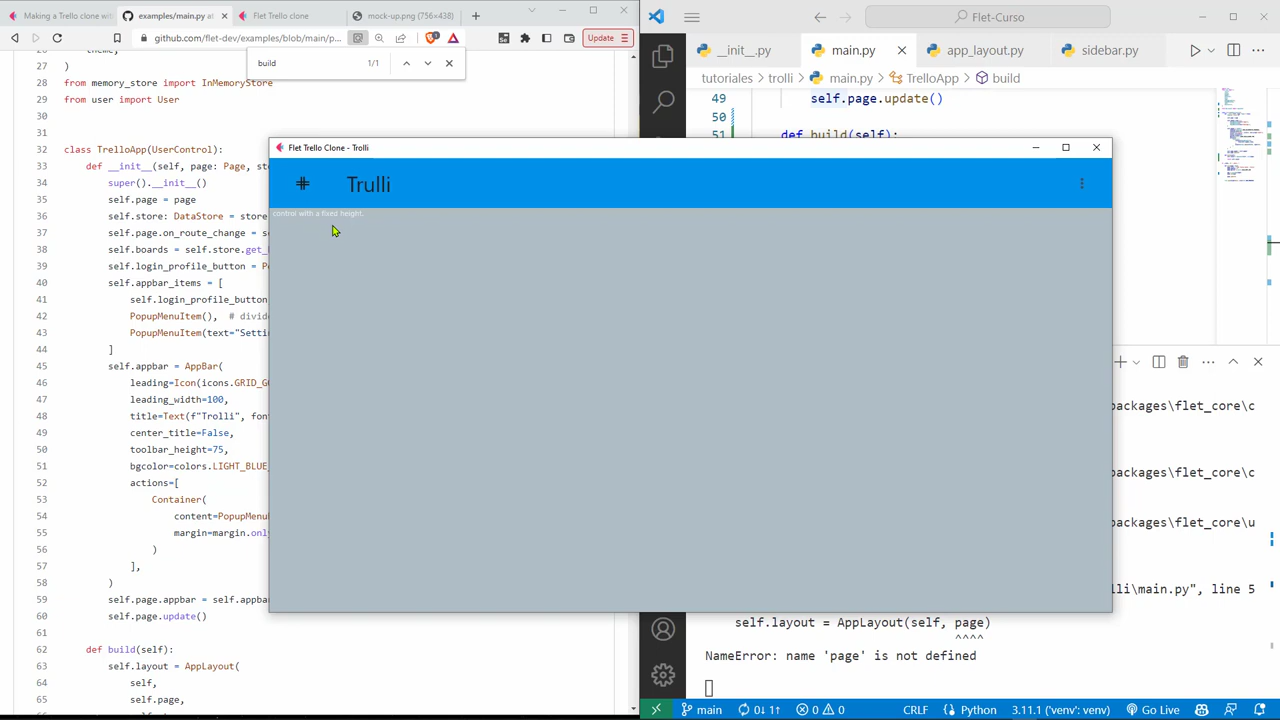 Making a Trello clone with
examples/main.py at
Flet Trello clone
mock-up.png (756×438)
github.com/flet-dev/examples/blob/main/p...
Update
build
1/1
27 )
28 from memory_store import InMemoryStore
29 from user import User
30
31
32 class TrelloApp(UserControl):
33 def __init__(self, page: Page, st
34 super().__init__()
35 self.page = page
36 self.store: DataStore = store
37 self.page.on_route_change = se
38 self.boards = self.store.get_
39 self.login_profile_button = P
40 self.appbar_items = [
41 self.login_profile_button
42 PopupMenuItem(), # divid
43 PopupMenuItem(text="Setti
44 ]
45 self.appbar = AppBar(
46 leading=Icon(icons.GRID_G
47 leading_width=100,
48 title=Text(f"Trolli", fon
49 center_title=False,
50 toolbar_height=75,
51 bgcolor=colors.LIGHT_BLUE_
52 actions=[
53 Container(
54 content=PopupMenu
55 margin=margin.onl
56 )
57 ],
58 )
59 self.page.appbar = self.appba
60 self.page.update()
61
62 def build(self):
63 self.layout = AppLayout(
64 self,
65 self.page,
Flet Trello Clone - Trolli
Trulli
control with a fixed height.
Flet-Curso
__init__.py
main.py
app_layout.py
sidebar.py
tutoriales > trolli > main.py > TrelloApp > build
49 self.page.update()
50
51 def build(self):
packages\flet_core\c
packages\flet_core\c
packages\flet_core\u
lli\main.py", line 5
self.layout = AppLayout(self, page)
^^^^
NameError: name 'page' is not defined
main
0↓ 1↑
0
0
CRLF
Python
3.11.1 ('venv': venv)
Go Live